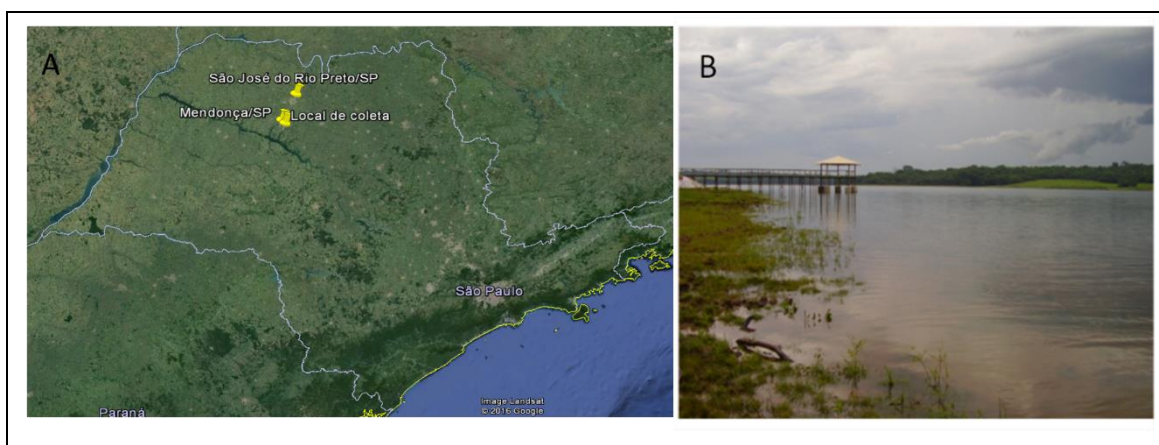 A
São José do Rio Preto/SP
Mendonça/SP
Local de coleta
São Paulo
Paraná
Image Landsat
© 2016 Google
B